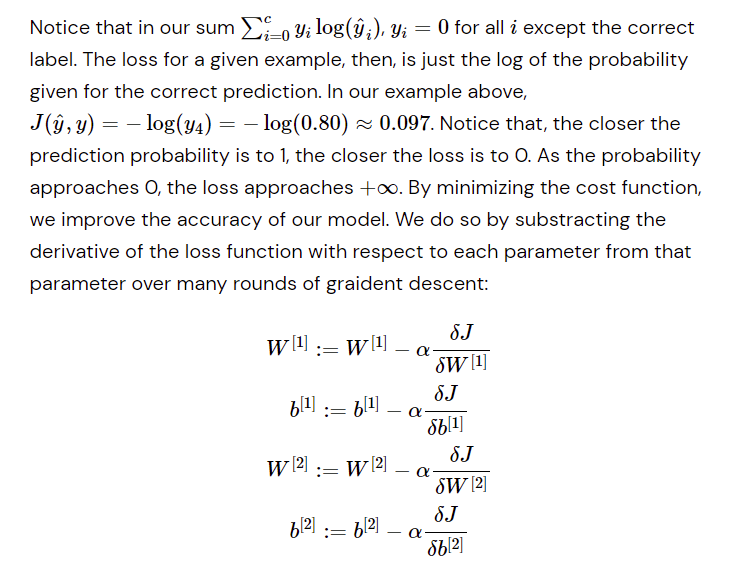 Notice that in our sum $\sum_{i=0}^{c} y_i \log(\hat{y}_i)$, $y_i = 0$ for all $i$ except the correct
label. The loss for a given example, then, is just the log of the probability
given for the correct prediction. In our example above,
$J(\hat{y}, y) = -\log(y_4) = -\log(0.80) \approx 0.097$. Notice that, the closer the
prediction probability is to 1, the closer the loss is to 0. As the probability
approaches 0, the loss approaches $+\infty$. By minimizing the cost function,
we improve the accuracy of our model. We do so by substracting the
derivative of the loss function with respect to each parameter from that
parameter over many rounds of graident descent:
$W^{[1]} := W^{[1]} - \alpha \frac{\delta J}{\delta W^{[1]}}$
$b^{[1]} := b^{[1]} - \alpha \frac{\delta J}{\delta b^{[1]}}$
$W^{[2]} := W^{[2]} - \alpha \frac{\delta J}{\delta W^{[2]}}$
$b^{[2]} := b^{[2]} - \alpha \frac{\delta J}{\delta b^{[2]}}$